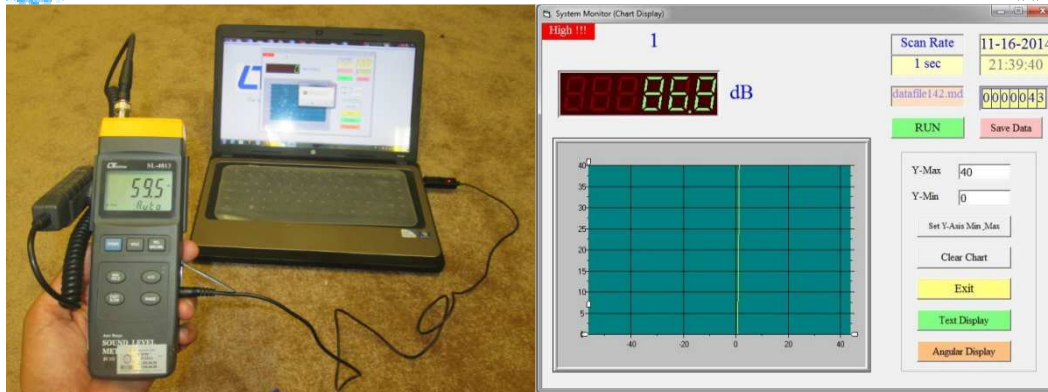 SL-4013
59.5
Auto
SOUND LEVEL
METER
System Monitor (Chart Display)
High !!!
1
86.8
dB
Scan Rate
11-16-2014
1 sec
21:39:40
datafile142.md
0000043
RUN
Save Data
40
35
30
25
20
15
10
5
0
-40
-20
0
20
40
Y-Max
40
Y-Min
0
Set Y-Axis Min_Max
Clear Chart
Exit
Text Display
Angular Display